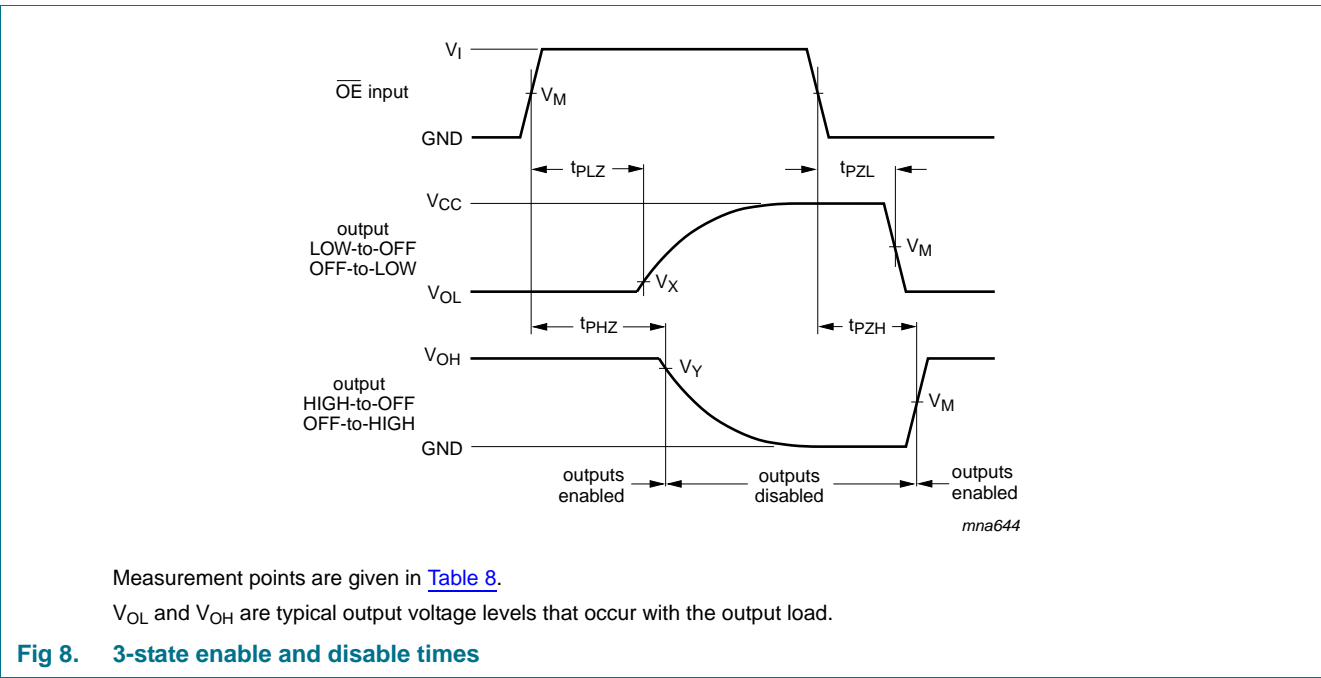 V_I
OE input
V_M
GND
t_PLZ
t_PZL
V_CC
output
LOW-to-OFF
OFF-to-LOW
V_M
V_X
V_OL
t_PHZ
t_PZH
V_OH
V_Y
output
HIGH-to-OFF
OFF-to-HIGH
V_M
GND
outputs
enabled
outputs
disabled
outputs
enabled
mna644
Measurement points are given in Table 8.
V_OL and V_OH are typical output voltage levels that occur with the output load.
Fig 8. 3-state enable and disable times